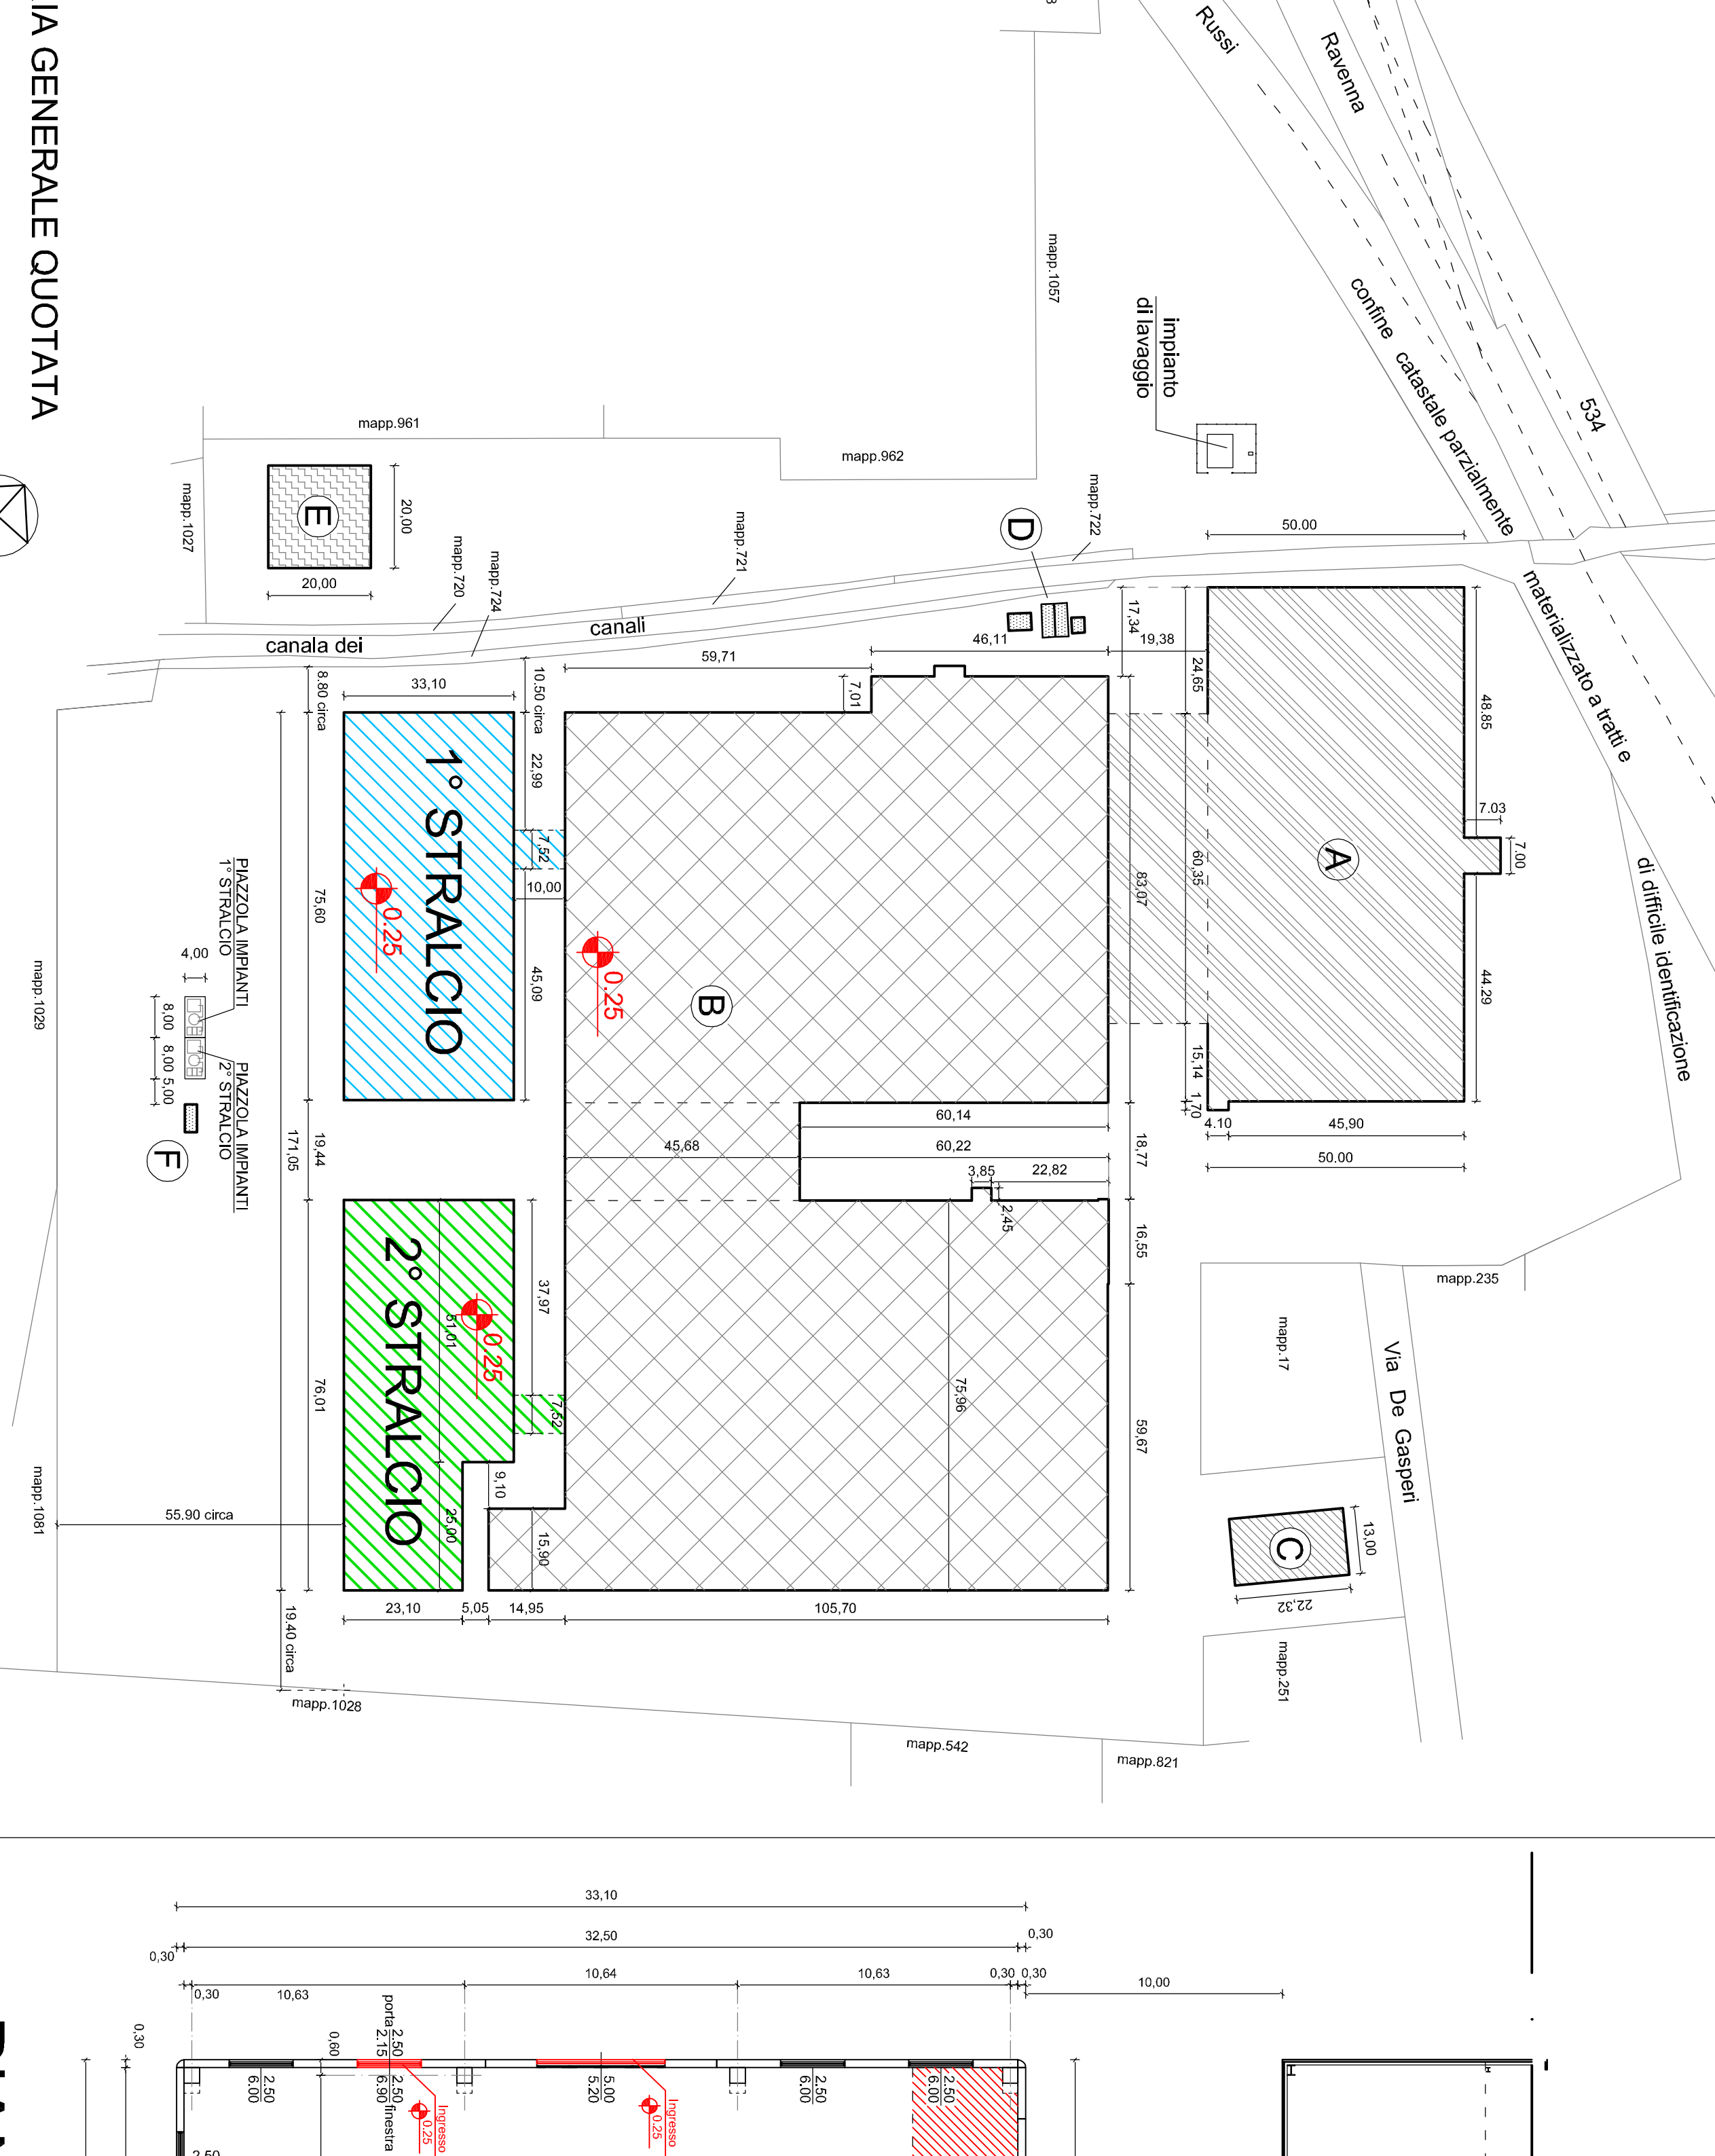 IA GENERALE QUOTATA
Russi
Ravenna
534
confine catastale parzialmente
materializzato a tratti e
di difficile identificazione
mapp.1057
impianto
di lavaggio
mapp.961
mapp.962
mapp.722
mapp.1027
mapp.721
mapp.720
mapp.724
E
20,00
20,00
D
canala dei
canali
50.00
17,34
46,11
19,38
59,71
24,65
48.85
7,01
33,10
8.80 circa
10.50 circa
22,99
7,52
10,00
45,09
7.03
7.00
A
60,35
83,07
1° STRALCIO
0.25
0.25
B
75,60
PIAZZOLA IMPIANTI
1° STRALCIO
PIAZZOLA IMPIANTI
2° STRALCIO
4,00
8,00
8,00
5,00
F
mapp.1029
171,05
19,44
44.29
15,14
1,70
4.10
45,90
50.00
60,14
45,68
60,22
18,77
3,85
22,82
2,45
16,55
2° STRALCIO
0.25
51,01
37,97
7,52
76,01
75,96
59,67
9,10
25,00
15,90
mapp.235
mapp.17
Via De Gasperi
C
13,00
22,32
mapp.251
mapp.1081
55.90 circa
23,10
5,05
14,95
105,70
19.40 circa
mapp.1028
mapp.542
mapp.821
33,10
32,50
0,30
0,30
10,64
10,63
0,30
0,30
10,00
0,30
10,63
0,30
0,60
porta
2.50
2.15
2.50
6.90
finestra
2.50
6.00
5.00
5.20
2.50
6.00
2.50
6.00
Ingresso
0.25
Ingresso
0.25
2.50